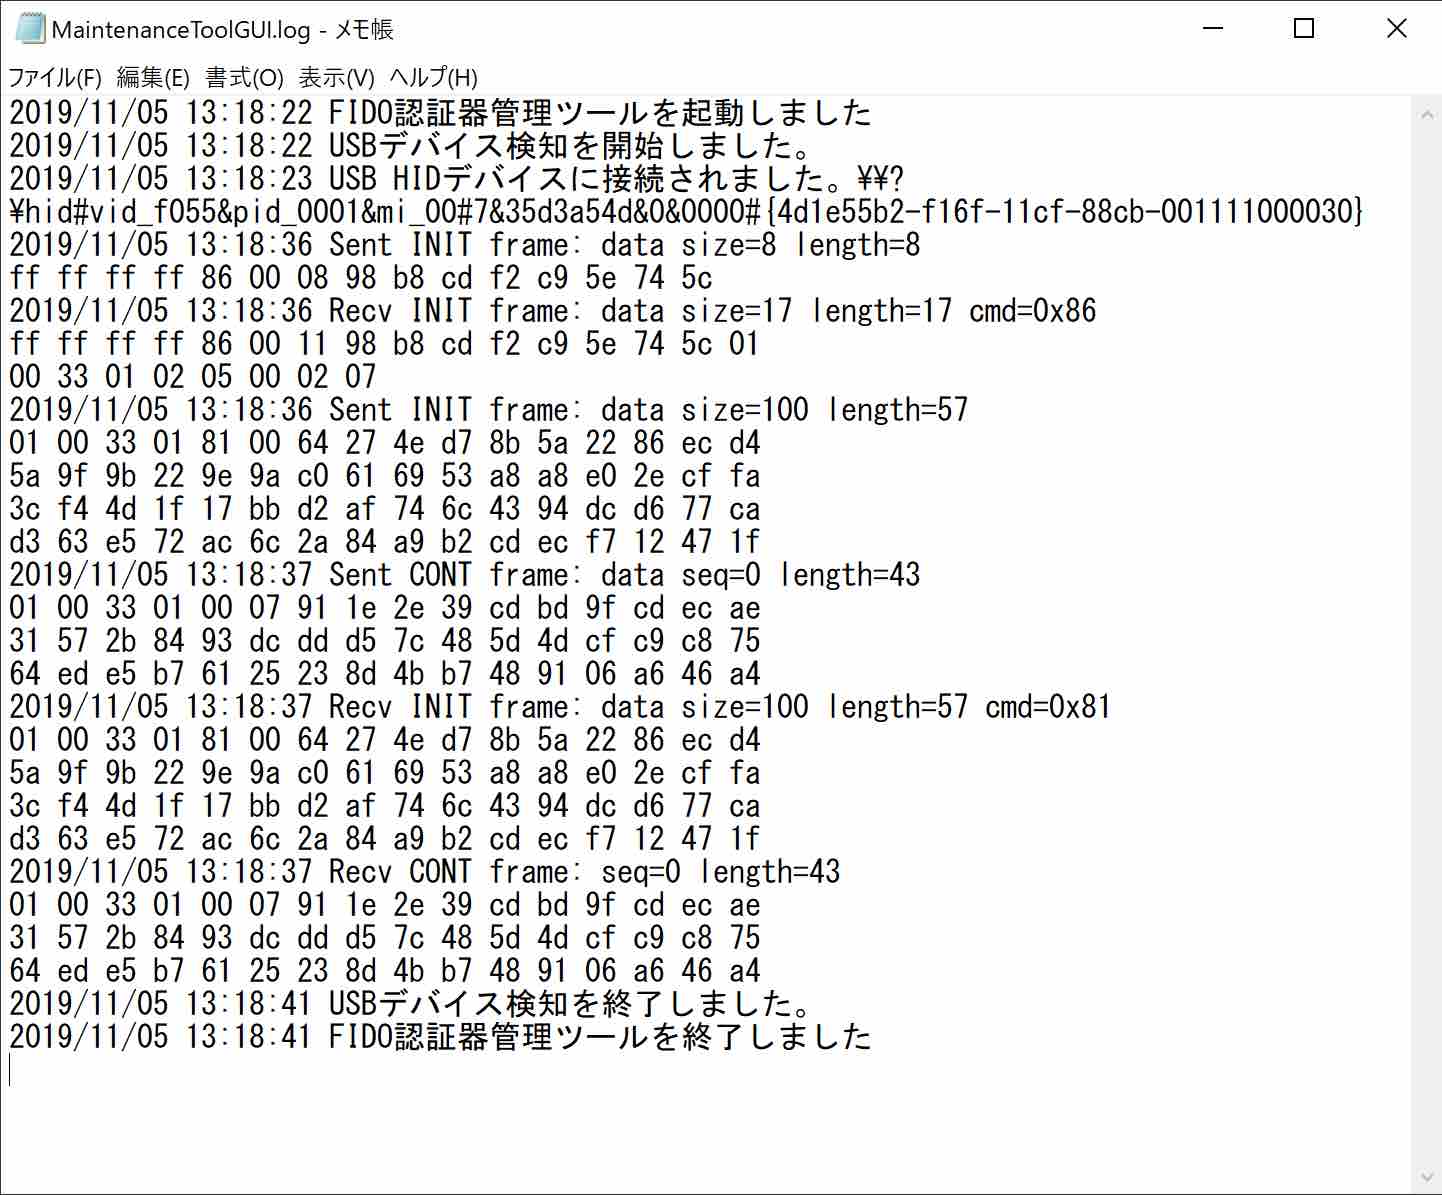 MaintenanceToolGUI.log - メモ帳
ファイル(F) 編集(E) 書式(O) 表示(V) ヘルプ(H)
2019/11/05 13:18:22 FIDO認証器管理ツールを起動しました
2019/11/05 13:18:22 USBデバイス検知を開始しました。
2019/11/05 13:18:23 USB HIDデバイスに接続されました。¥¥?
¥hid#vid_f055&pid_0001&mi_00#7&35d3a54d&0&0000#{4d1e55b2-f16f-11cf-88cb-001111000030}
2019/11/05 13:18:36 Sent INIT frame: data size=8 length=8
ff ff ff ff 86 00 08 98 b8 cd f2 c9 5e 74 5c
2019/11/05 13:18:36 Recv INIT frame: data size=17 length=17 cmd=0x86
ff ff ff ff 86 00 11 98 b8 cd f2 c9 5e 74 5c 01
00 33 01 02 05 00 02 07
2019/11/05 13:18:36 Sent INIT frame: data size=100 length=57
01 00 33 01 81 00 64 27 4e d7 8b 5a 22 86 ec d4
5a 9f 9b 22 9e 9a c0 61 69 53 a8 a8 e0 2e cf fa
3c f4 4d 1f 17 bb d2 af 74 6c 43 94 dc d6 77 ca
d3 63 e5 72 ac 6c 2a 84 a9 b2 cd ec f7 12 47 1f
2019/11/05 13:18:37 Sent CONT frame: data seq=0 length=43
01 00 33 01 00 07 91 1e 2e 39 cd bd 9f cd ec ae
31 57 2b 84 93 dc dd d5 7c 48 5d 4d cf c9 c8 75
64 ed e5 b7 61 25 23 8d 4b b7 48 91 06 a6 46 a4
2019/11/05 13:18:37 Recv INIT frame: data size=100 length=57 cmd=0x81
01 00 33 01 81 00 64 27 4e d7 8b 5a 22 86 ec d4
5a 9f 9b 22 9e 9a c0 61 69 53 a8 a8 e0 2e cf fa
3c f4 4d 1f 17 bb d2 af 74 6c 43 94 dc d6 77 ca
d3 63 e5 72 ac 6c 2a 84 a9 b2 cd ec f7 12 47 1f
2019/11/05 13:18:37 Recv CONT frame: seq=0 length=43
01 00 33 01 00 07 91 1e 2e 39 cd bd 9f cd ec ae
31 57 2b 84 93 dc dd d5 7c 48 5d 4d cf c9 c8 75
64 ed e5 b7 61 25 23 8d 4b b7 48 91 06 a6 46 a4
2019/11/05 13:18:41 USBデバイス検知を終了しました。
2019/11/05 13:18:41 FIDO認証器管理ツールを終了しました